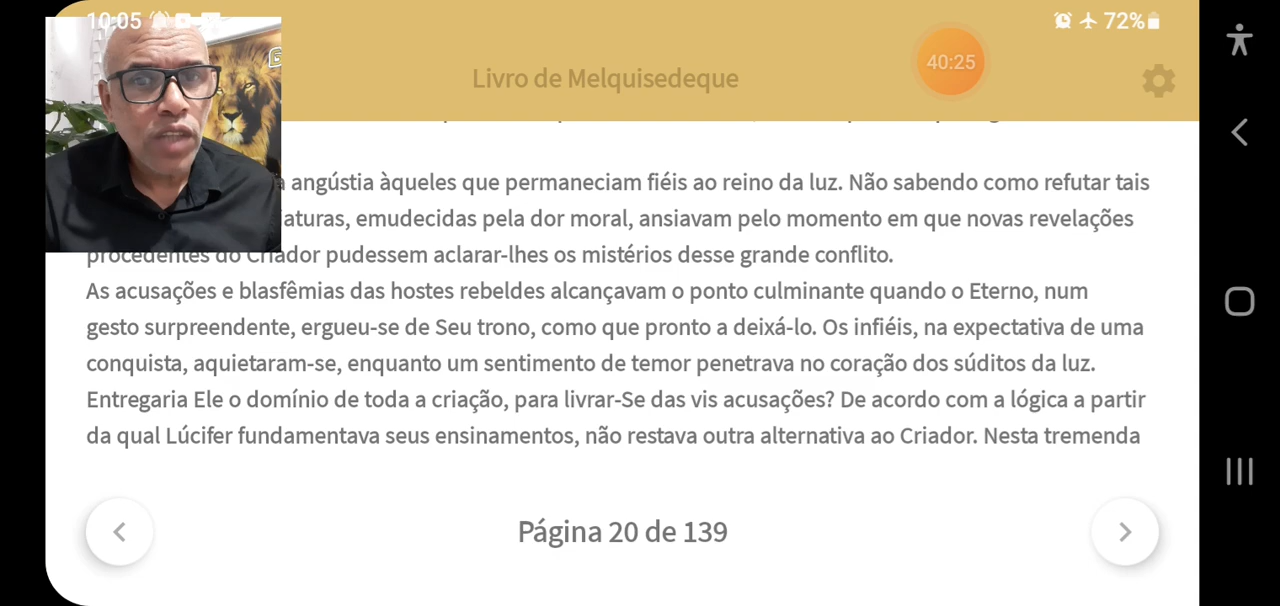 10:05
72%
40:25
Livro de Melquisedeque
angústia àqueles que permaneciam fiéis ao reino da luz. Não sabendo como refutar tais
aturas, emudecidas pela dor moral, ansiavam pelo momento em que novas revelações
procedentes do Criador pudessem aclarar-lhes os mistérios desse grande conflito.
As acusações e blasfêmias das hostes rebeldes alcançavam o ponto culminante quando o Eterno, num
gesto surpreendente, ergueu-se de Seu trono, como que pronto a deixá-lo. Os infiéis, na expectativa de uma
conquista, aquietaram-se, enquanto um sentimento de temor penetrava no coração dos súditos da luz.
Entregaria Ele o domínio de toda a criação, para livrar-Se das vis acusações? De acordo com a lógica a partir
da qual Lúcifer fundamentava seus ensinamentos, não restava outra alternativa ao Criador. Nesta tremenda
Página 20 de 139